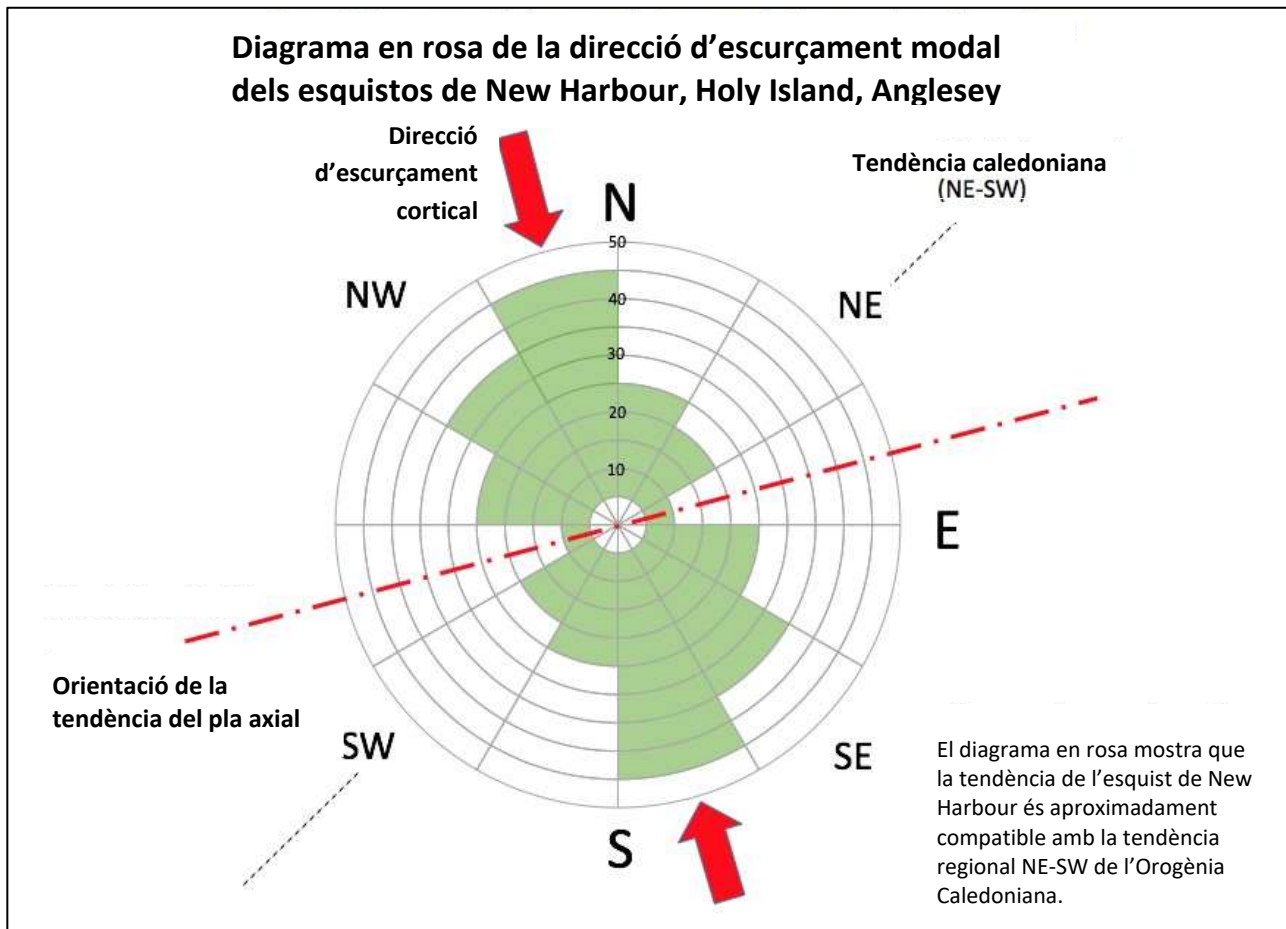 Diagrama en rosa de la direcció d’escurçament modal
dels esquistos de New Harbour, Holy Island, Anglesey
Direcció
d’escurçament
cortical
Tendència caledoniana
(NE-SW)
N
50
NW
NE
40
30
20
10
E
Orientació de la
tendència del pla axial
SW
SE
S
El diagrama en rosa mostra que
la tendència de l’esquist de New
Harbour és aproximadament
compatible amb la tendència
regional NE-SW de l’Orogènia
Caledoniana.